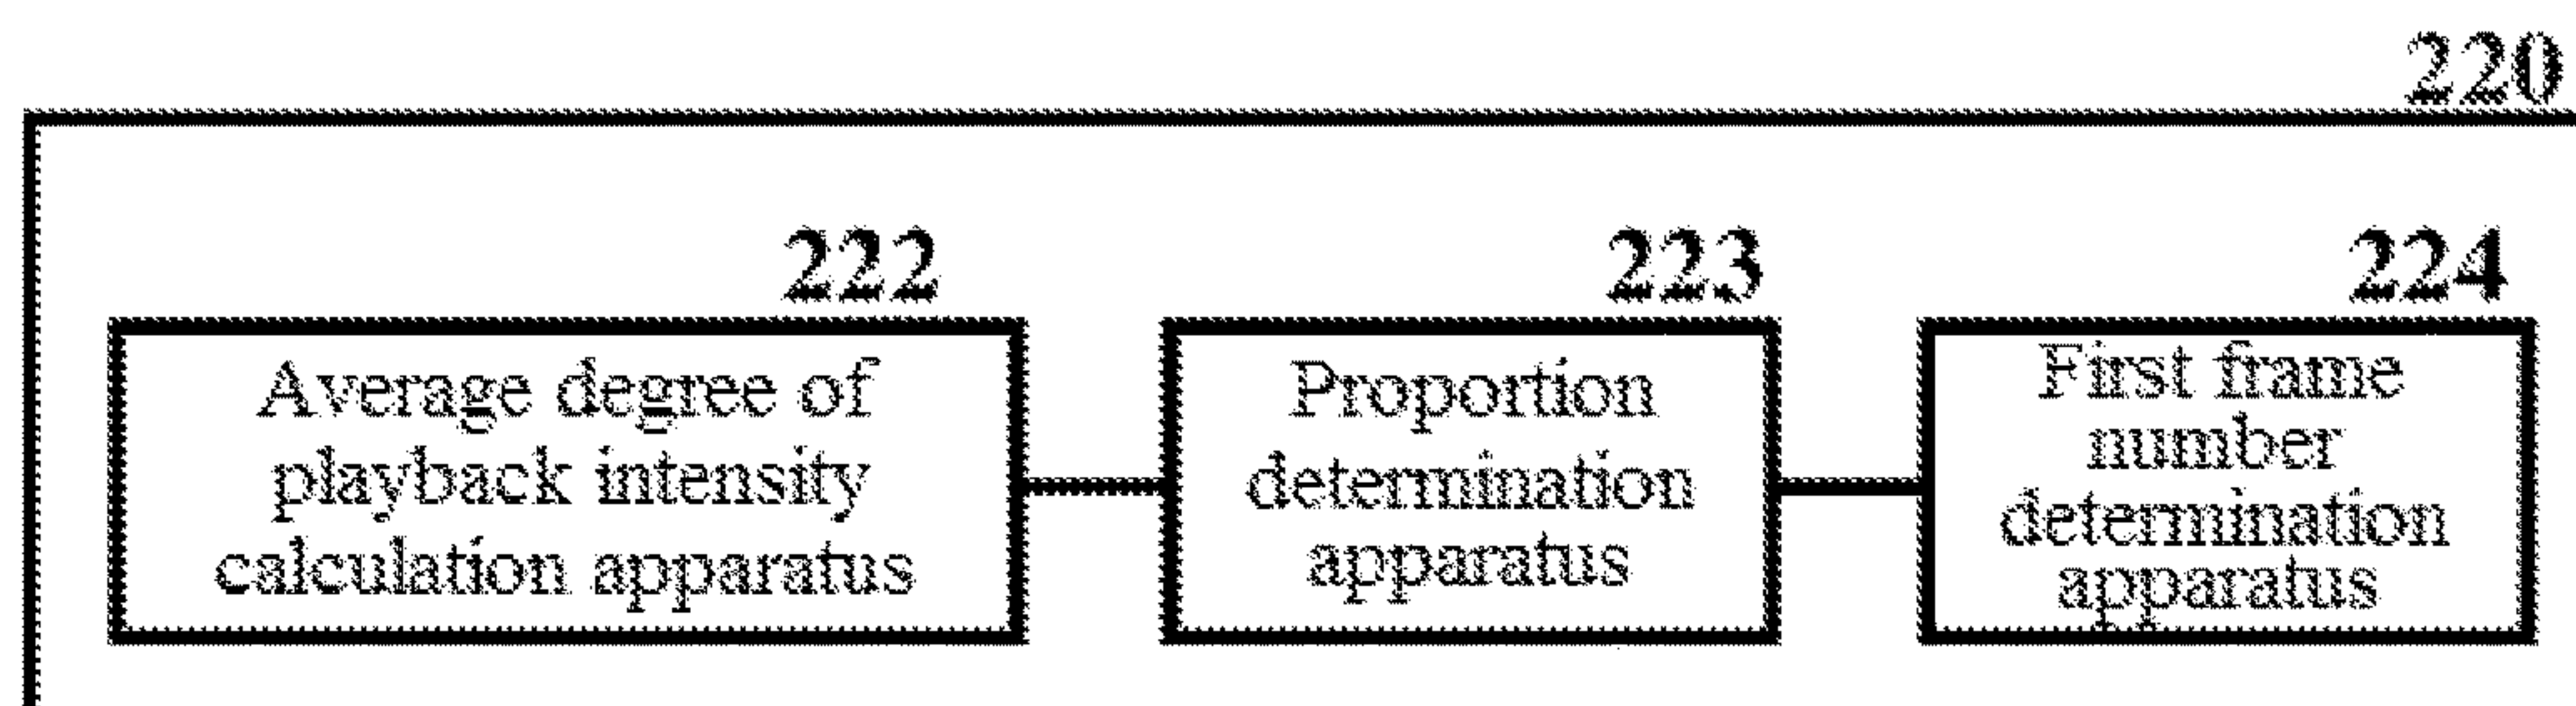 220
222
Average degree of
playback intensity
calculation apparatus
223
Proportion
determination
apparatus
224
First frame
number
determination
apparatus